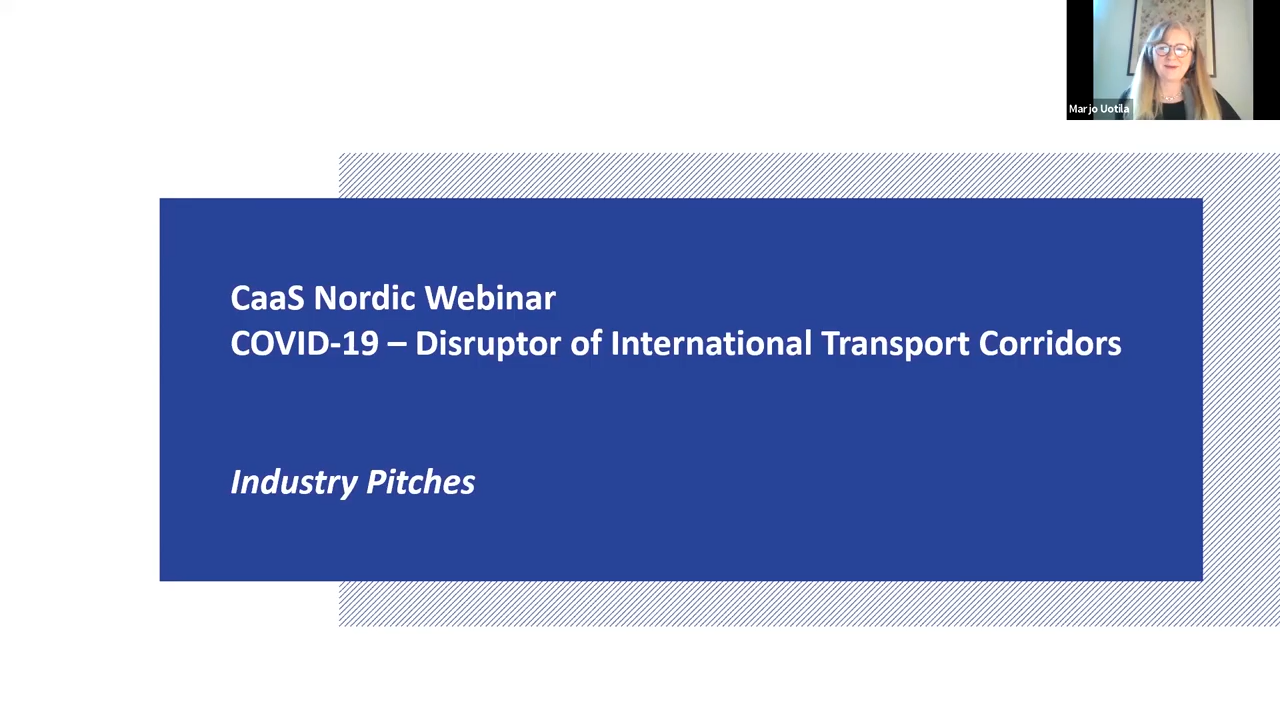 Marjo Uotila
CaaS Nordic Webinar
COVID-19 – Disruptor of International Transport Corridors
Industry Pitches